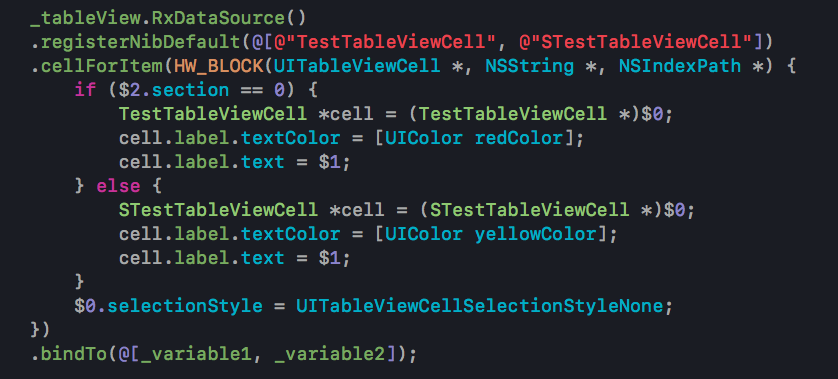 _tableView.RxDataSource()
.registerNibDefault(@[@"TestTableViewCell", @"STestTableViewCell"])
.cellForItem(HW_BLOCK(UITableViewCell *, NSString *, NSIndexPath *) {
    if ($2.section == 0) {
        TestTableViewCell *cell = (TestTableViewCell *)$0;
        cell.label.textColor = [UIColor redColor];
        cell.label.text = $1;
    } else {
        STestTableViewCell *cell = (STestTableViewCell *)$0;
        cell.label.textColor = [UIColor yellowColor];
        cell.label.text = $1;
    }
    $0.selectionStyle = UITableViewCellSelectionStyleNone;
})
.bindTo(@[_variable1, _variable2]);